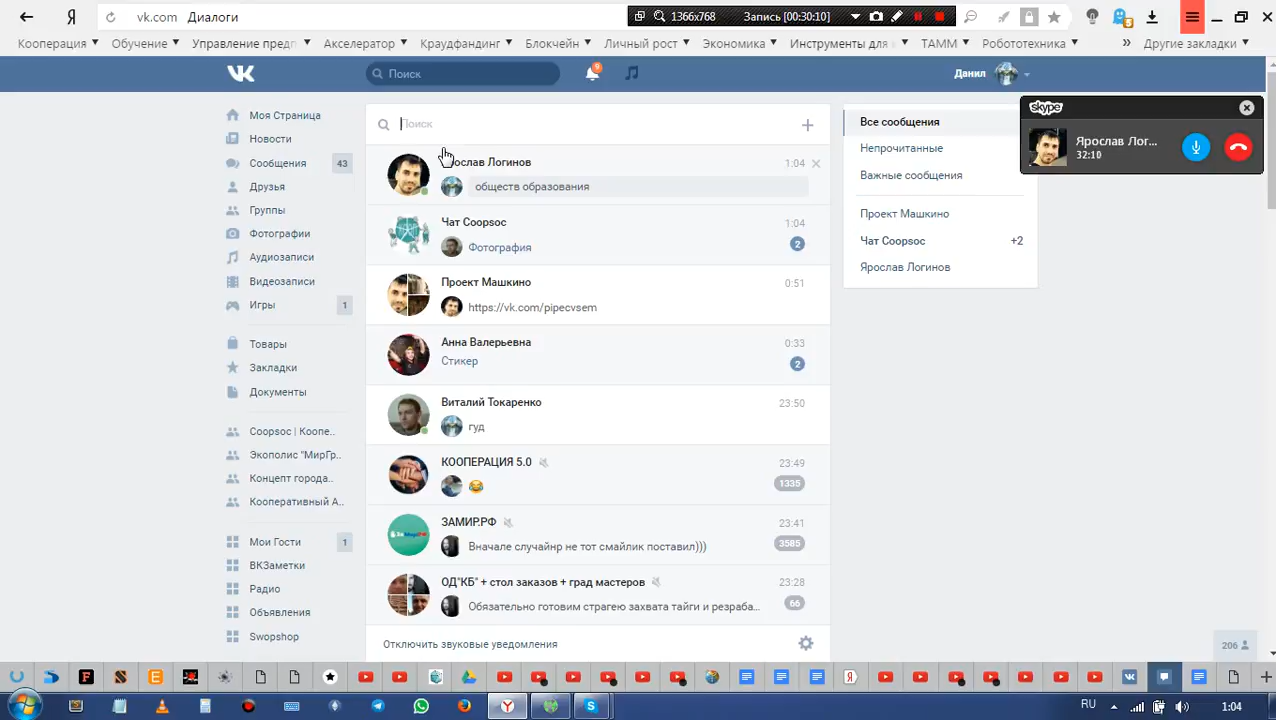 Я vk.com Диалоги 1366x768 Запись [00:30:10]
Кооперация Обучение Управление пред Акселератор Краудфандинг Блокчейн Личный рост Экономика Инструменты для ТАММ Робототехника » Другие закладки
Поиск 9 Данил
skype
Ярослав Лог...
32:10
Моя Страница
Новости
Сообщения 43
Друзья
Группы
Фотографии
Аудиозаписи
Видеозаписи
Игры 1
Товары
Закладки
Документы
Coopsoc | Коопе..
Экополис "МирГр..
Концепт города..
Кооперативный А..
Мои Гости 1
ВКЗаметки
Радио
Объявления
Swopshop
Поиск
Ярослав Логинов 1:04
обществ образования
Чат Coopsoc 1:04
Фотография 2
Проект Машкино 0:51
https://vk.com/pipecvsem
Анна Валерьевна 0:33
Стикер 2
Виталий Токаренко 23:50
гуд
КООПЕРАЦИЯ 5.0 23:49
1335
ЗАМИР.РФ 23:41
Вначале случайнр не тот смайлик поставил))) 3585
ОД"КБ" + стол заказов + град мастеров 23:28
Обязательно готовим страгею захвата тайги и разраба... 66
Отключить звуковые уведомления
Все сообщения
Непрочитанные
Важные сообщения
Проект Машкино
Чат Coopsoc +2
Ярослав Логинов
206
RU 1:04